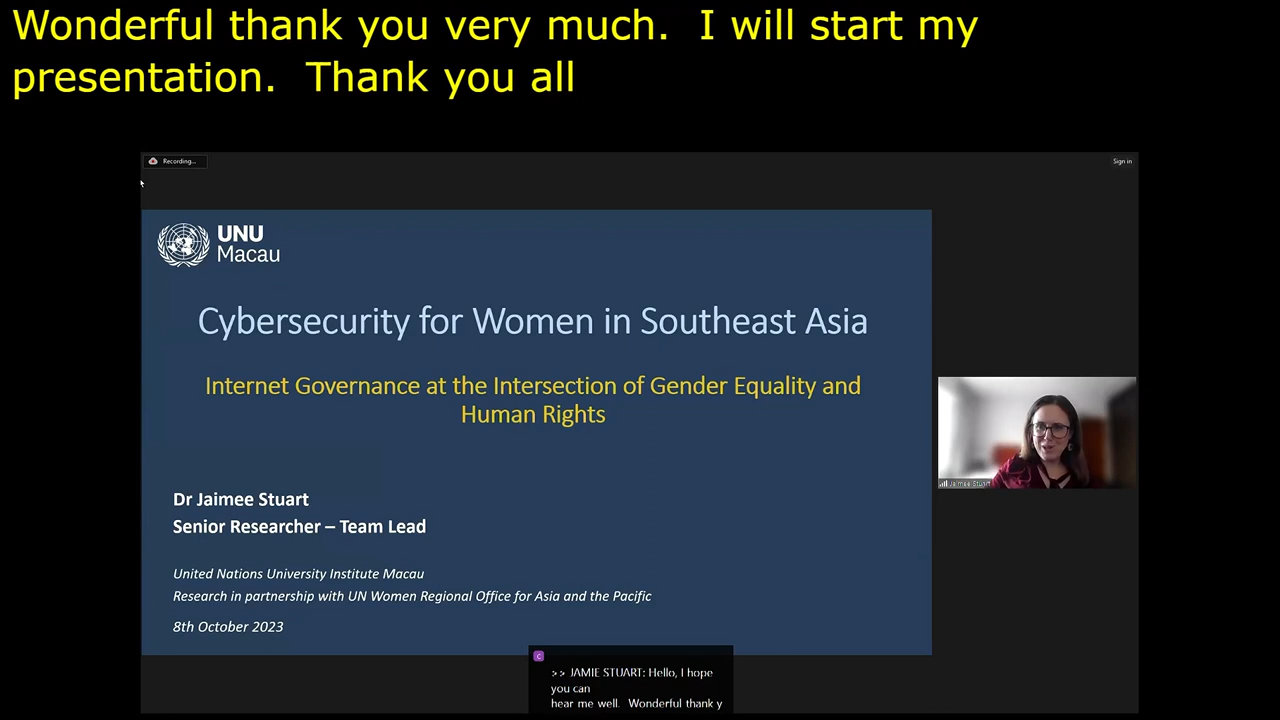 Wonderful thank you very much.  I will start my
presentation.  Thank you all
Recording...
Sign in
UNU
Macau
Cybersecurity for Women in Southeast Asia
Internet Governance at the Intersection of Gender Equality and
Human Rights
Dr Jaimee Stuart
Senior Researcher – Team Lead
Jaimee Stuart
United Nations University Institute Macau
Research in partnership with UN Women Regional Office for Asia and the Pacific
8th October 2023
C
>> JAMIE STUART: Hello, I hope
you can
hear me well.  Wonderful thank y